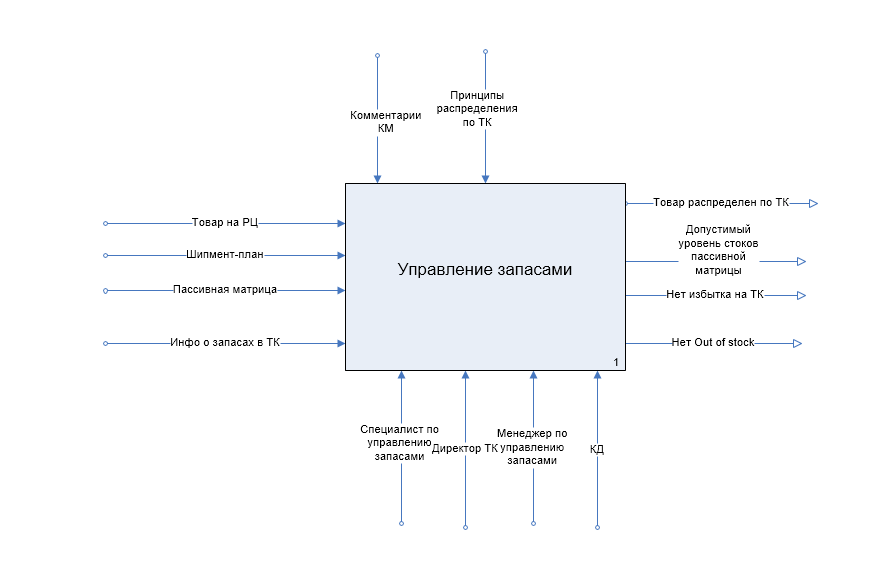 Комментарии
КМ
Принципы
распределения
по ТК
Товар на РЦ
Шипмент-план
Пассивная матрица
Инфо о запасах в ТК
Управление запасами
1
Товар распределен по ТК
Допустимый
уровень стоков
пассивной
матрицы
Нет избытка на ТК
Нет Out of stock
Специалист по
управлению
запасами
Директор ТК
Менеджер по
управлению
запасами
КД